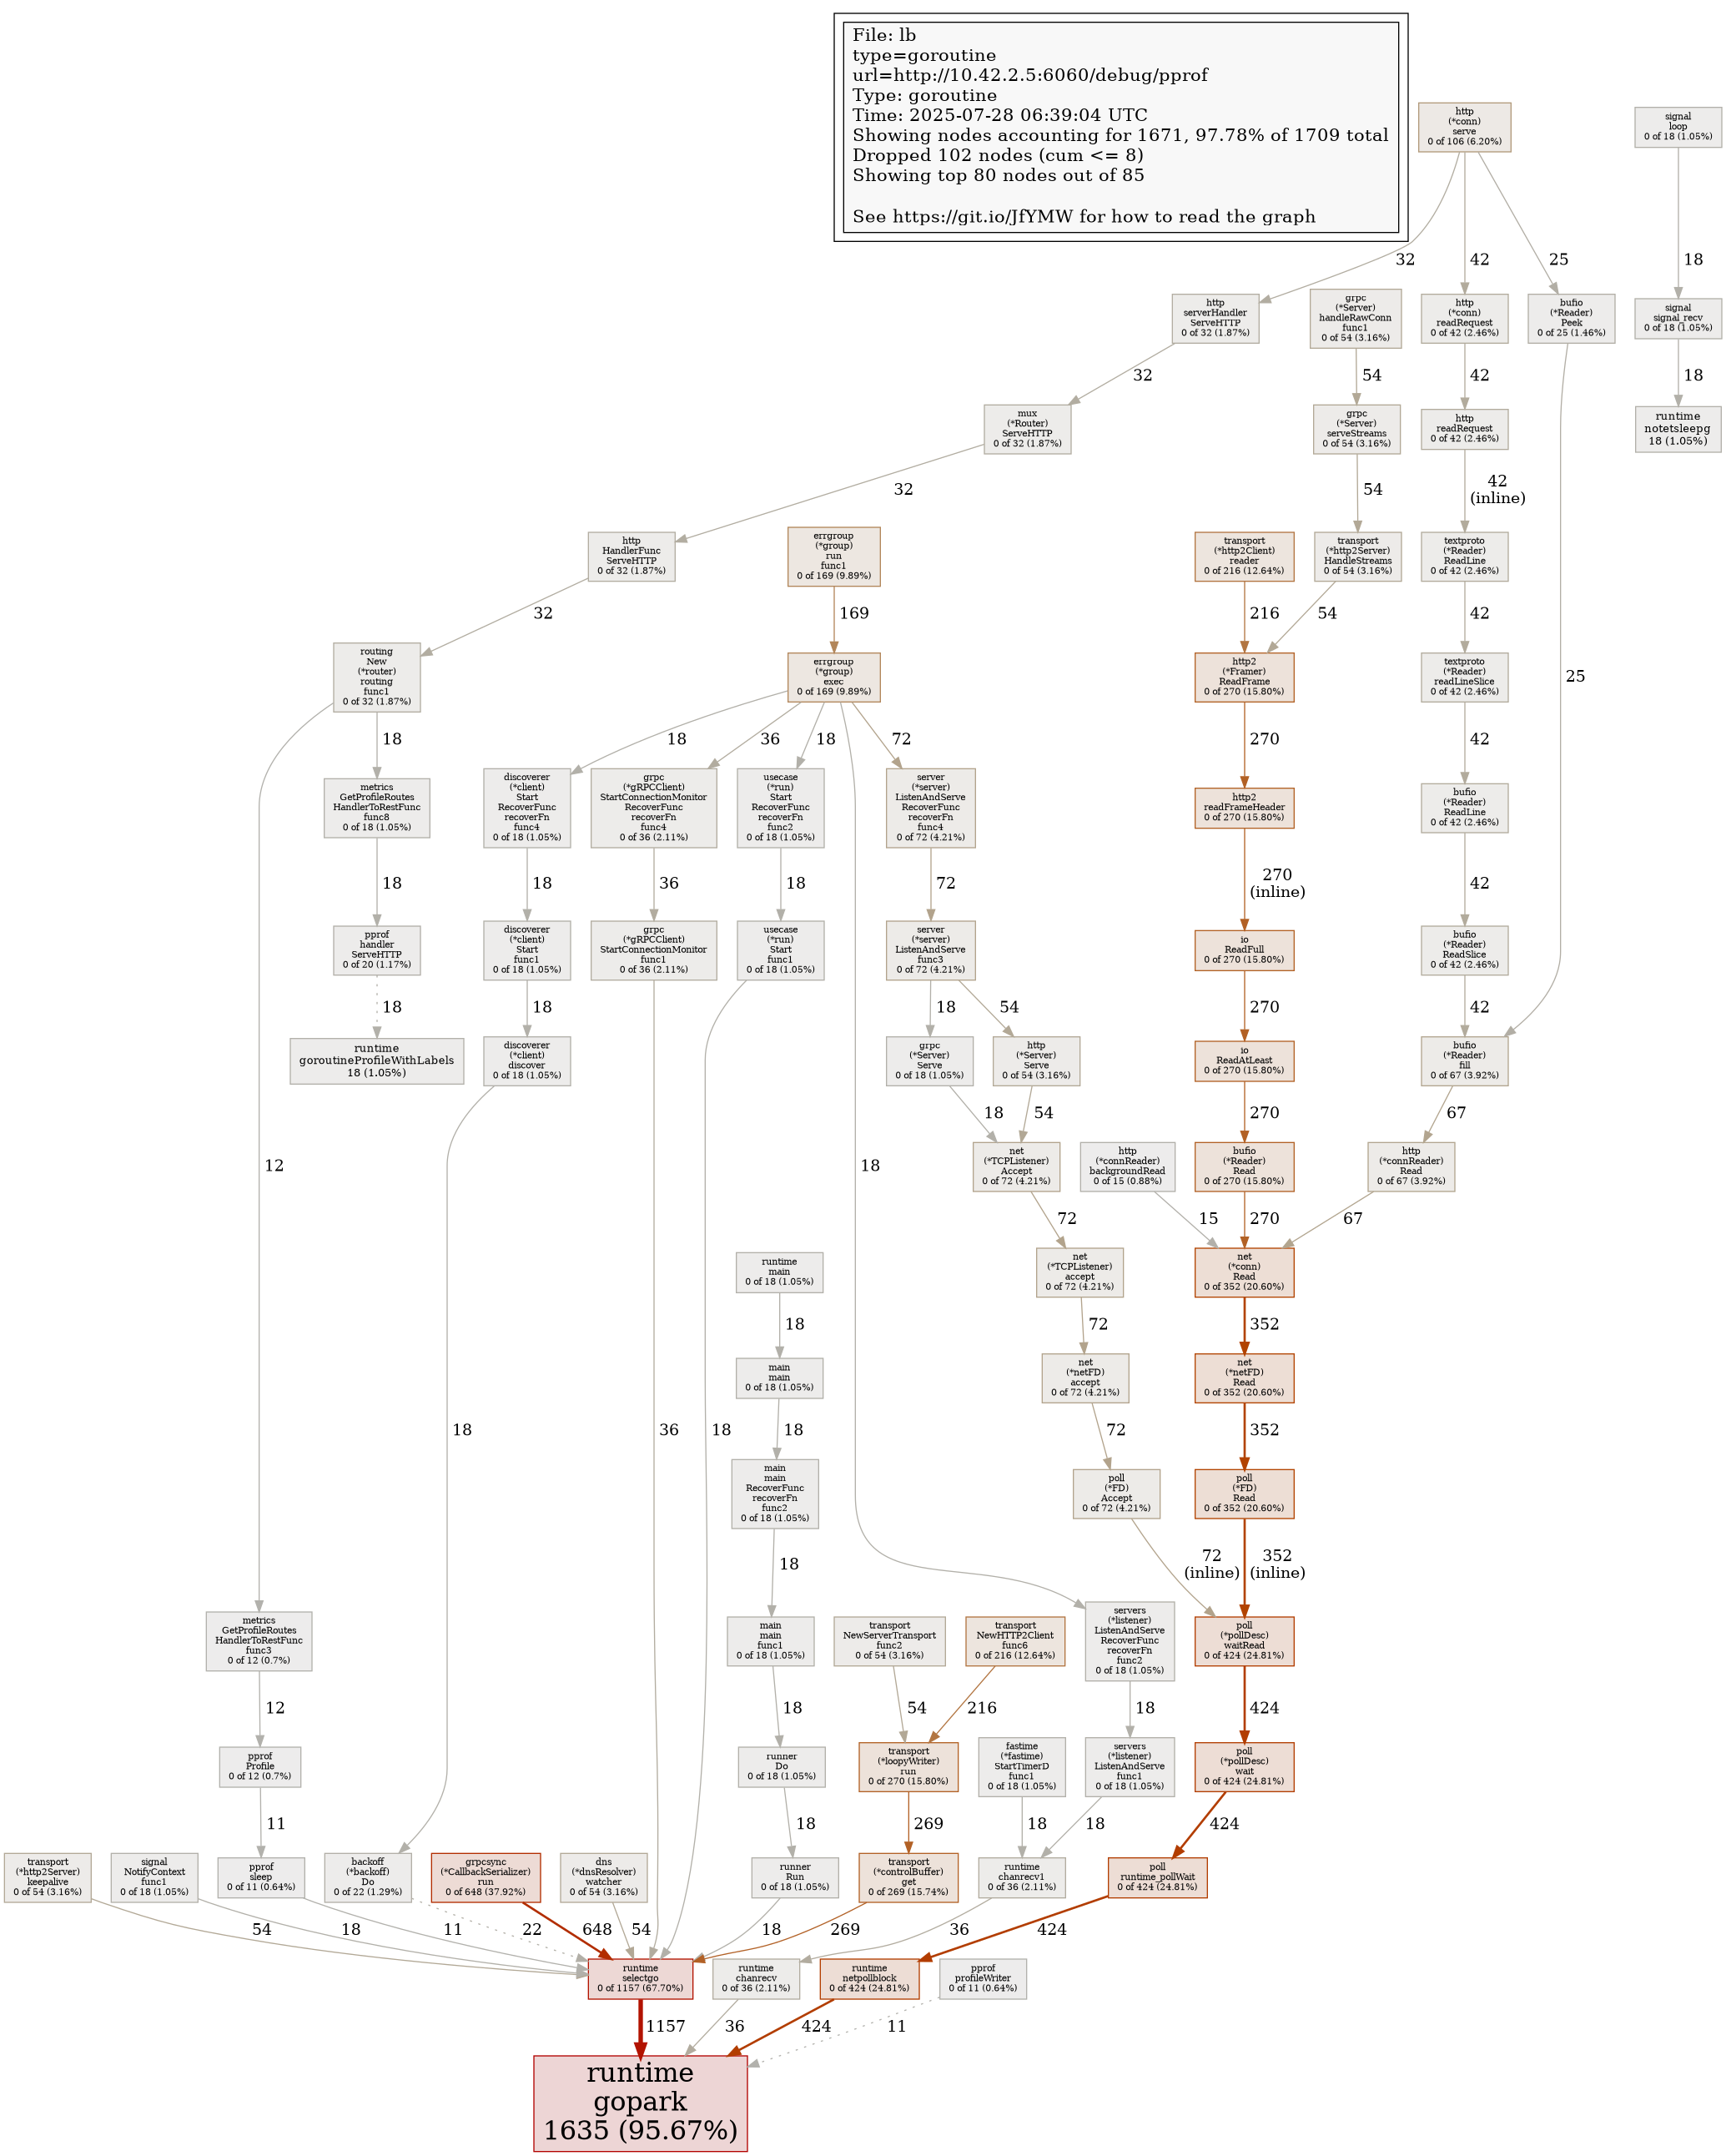 File: lb
type=goroutine
url=http://10.42.2.5:6060/debug/pprof
Type: goroutine
Time: 2025-07-28 06:39:04 UTC
Showing nodes accounting for 1671, 97.78% of 1709 total
Dropped 102 nodes (cum <= 8)
Showing top 80 nodes out of 85
See https://git.io/JfYMW for how to read the graph
http
(*conn)
serve
0 of 106 (6.20%)
signal
loop
0 of 18 (1.05%)
32
42
25
18
http
serverHandler
ServeHTTP
0 of 32 (1.87%)
grpc
(*Server)
handleRawConn
func1
0 of 54 (3.16%)
http
(*conn)
readRequest
0 of 42 (2.46%)
bufio
(*Reader)
Peek
0 of 25 (1.46%)
signal
signal_recv
0 of 18 (1.05%)
32
54
42
18
mux
(*Router)
ServeHTTP
0 of 32 (1.87%)
grpc
(*Server)
serveStreams
0 of 54 (3.16%)
http
readRequest
0 of 42 (2.46%)
runtime
notetsleepg
18 (1.05%)
32
54
42
(inline)
http
HandlerFunc
ServeHTTP
0 of 32 (1.87%)
errgroup
(*group)
run
func1
0 of 169 (9.89%)
transport
(*http2Client)
reader
0 of 216 (12.64%)
transport
(*http2Server)
HandleStreams
0 of 54 (3.16%)
textproto
(*Reader)
ReadLine
0 of 42 (2.46%)
32
169
216
54
42
25
routing
New
(*router)
routing
func1
0 of 32 (1.87%)
errgroup
(*group)
exec
0 of 169 (9.89%)
http2
(*Framer)
ReadFrame
0 of 270 (15.80%)
textproto
(*Reader)
readLineSlice
0 of 42 (2.46%)
18
18
36
18
72
270
42
metrics
GetProfileRoutes
HandlerToRestFunc
func8
0 of 18 (1.05%)
discoverer
(*client)
Start
RecoverFunc
recoverFn
func4
0 of 18 (1.05%)
grpc
(*gRPCClient)
StartConnectionMonitor
RecoverFunc
recoverFn
func4
0 of 36 (2.11%)
usecase
(*run)
Start
RecoverFunc
recoverFn
func2
0 of 18 (1.05%)
server
(*server)
ListenAndServe
RecoverFunc
recoverFn
func4
0 of 72 (4.21%)
http2
readFrameHeader
0 of 270 (15.80%)
bufio
(*Reader)
ReadLine
0 of 42 (2.46%)
18
18
36
18
72
270
(inline)
42
pprof
handler
ServeHTTP
0 of 20 (1.17%)
discoverer
(*client)
Start
func1
0 of 18 (1.05%)
grpc
(*gRPCClient)
StartConnectionMonitor
func1
0 of 36 (2.11%)
usecase
(*run)
Start
func1
0 of 18 (1.05%)
server
(*server)
ListenAndServe
func3
0 of 72 (4.21%)
io
ReadFull
0 of 270 (15.80%)
bufio
(*Reader)
ReadSlice
0 of 42 (2.46%)
18
18
18
54
270
42
runtime
goroutineProfileWithLabels
18 (1.05%)
discoverer
(*client)
discover
0 of 18 (1.05%)
grpc
(*Server)
Serve
0 of 18 (1.05%)
http
(*Server)
Serve
0 of 54 (3.16%)
io
ReadAtLeast
0 of 270 (15.80%)
bufio
(*Reader)
fill
0 of 67 (3.92%)
18
54
270
67
12
18
net
(*TCPListener)
Accept
0 of 72 (4.21%)
http
(*connReader)
backgroundRead
0 of 15 (0.88%)
bufio
(*Reader)
Read
0 of 270 (15.80%)
http
(*connReader)
Read
0 of 67 (3.92%)
72
15
270
67
runtime
main
0 of 18 (1.05%)
net
(*TCPListener)
accept
0 of 72 (4.21%)
net
(*conn)
Read
0 of 352 (20.60%)
18
72
352
main
main
0 of 18 (1.05%)
net
(*netFD)
accept
0 of 72 (4.21%)
net
(*netFD)
Read
0 of 352 (20.60%)
18
36
18
18
72
352
main
main
RecoverFunc
recoverFn
func2
0 of 18 (1.05%)
poll
(*FD)
Accept
0 of 72 (4.21%)
poll
(*FD)
Read
0 of 352 (20.60%)
18
72
(inline)
352
(inline)
metrics
GetProfileRoutes
HandlerToRestFunc
func3
0 of 12 (0.7%)
main
main
func1
0 of 18 (1.05%)
transport
NewServerTransport
func2
0 of 54 (3.16%)
transport
NewHTTP2Client
func6
0 of 216 (12.64%)
servers
(*listener)
ListenAndServe
RecoverFunc
recoverFn
func2
0 of 18 (1.05%)
poll
(*pollDesc)
waitRead
0 of 424 (24.81%)
12
18
54
216
18
424
pprof
Profile
0 of 12 (0.7%)
runner
Do
0 of 18 (1.05%)
transport
(*loopyWriter)
run
0 of 270 (15.80%)
fastime
(*fastime)
StartTimerD
func1
0 of 18 (1.05%)
servers
(*listener)
ListenAndServe
func1
0 of 18 (1.05%)
poll
(*pollDesc)
wait
0 of 424 (24.81%)
11
18
269
18
18
424
transport
(*http2Server)
keepalive
0 of 54 (3.16%)
signal
NotifyContext
func1
0 of 18 (1.05%)
pprof
sleep
0 of 11 (0.64%)
backoff
(*backoff)
Do
0 of 22 (1.29%)
grpcsync
(*CallbackSerializer)
run
0 of 648 (37.92%)
dns
(*dnsResolver)
watcher
0 of 54 (3.16%)
runner
Run
0 of 18 (1.05%)
transport
(*controlBuffer)
get
0 of 269 (15.74%)
runtime
chanrecv1
0 of 36 (2.11%)
poll
runtime_pollWait
0 of 424 (24.81%)
54
18
11
22
648
54
18
269
36
424
runtime
selectgo
0 of 1157 (67.70%)
runtime
chanrecv
0 of 36 (2.11%)
runtime
netpollblock
0 of 424 (24.81%)
pprof
profileWriter
0 of 11 (0.64%)
1157
36
424
11
runtime
gopark
1635 (95.67%)